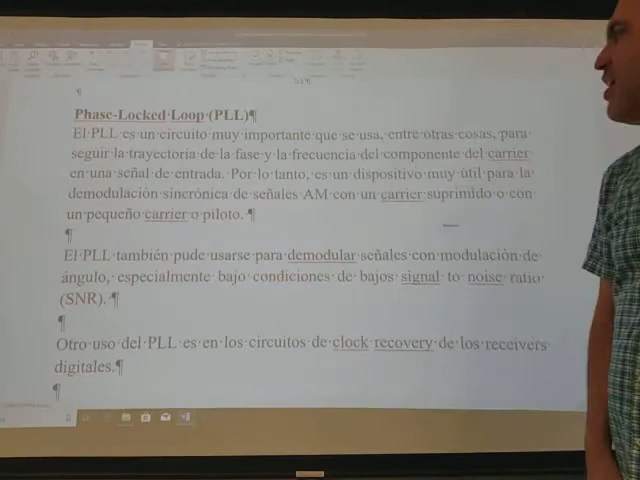 Phase-Locked Loop (PLL)¶
El PLL es un circuito muy importante que se usa, entre otras cosas, para
seguir la trayectoria de la fase y la frecuencia del componente del carrier
en una señal de entrada. Por lo tanto, es un dispositivo muy útil para la
demodulación sincrónica de señales AM con un carrier suprimido o con
un pequeño carrier o piloto. ¶
¶
El PLL también pude usarse para demodular señales con modulación de
ángulo, especialmente bajo condiciones de bajos signal to noise ratio
(SNR). ¶
¶
Otro uso del PLL es en los circuitos de clock recovery de los receivers
digitales.¶
¶